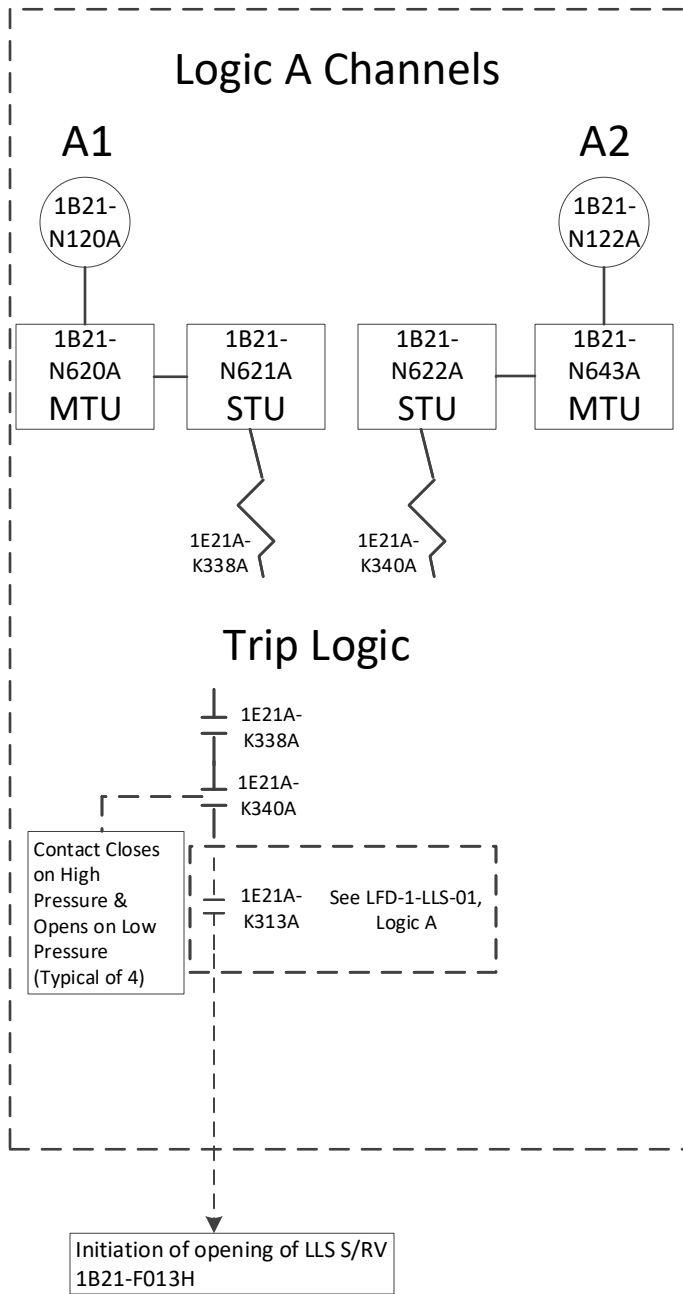 Logic A Channels
A1
A2
1B21-
N120A
1B21-
N122A
1B21-
N620A
MTU
1B21-
N621A
STU
1B21-
N622A
STU
1B21-
N643A
MTU
1E21A-
K338A
1E21A-
K340A
Trip Logic
1E21A-
K338A
1E21A-
K340A
Contact Closes
on High
Pressure &
Opens on Low
Pressure
(Typical of 4)
1E21A-
K313A
See LFD-1-LLS-01,
Logic A
Initiation of opening of LLS S/RV
1B21-F013H